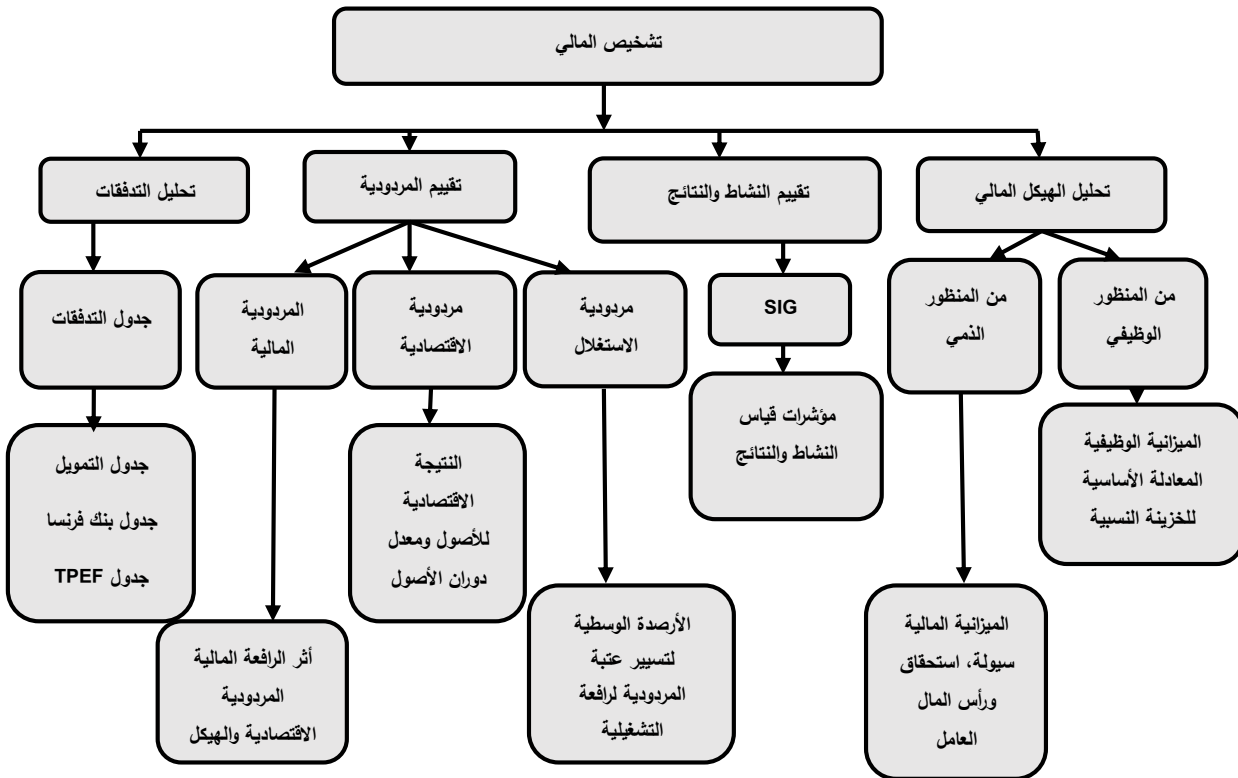 تشخيص المالي
تحليل الهيكل المالي
تقييم النشاط والنتائج
تقييم المردودية
تحليل التدفقات
من المنظور
الوظيفي
من المنظور
الذمي
SIG
مردودية
الاستغلال
مردودية
الاقتصادية
المردودية
المالية
جدول التدفقات
الميزانية الوظيفية
المعادلة الأساسية
للخزينة النسبية
مؤشرات قياس
النشاط والنتائج
النتيجة
الاقتصادية
للأصول ومعدل
دوران الأصول
جدول التمويل
جدول بنك فرنسا
جدول TPEF
الميزانية المالية
سيولة، استحقاق
ورأس المال
العامل
الأرصدة الوسطية
لتسيير عتبة
المردودية لرافعة
التشغيلية
أثر الرافعة المالية
المردودية
الاقتصادية والهيكل